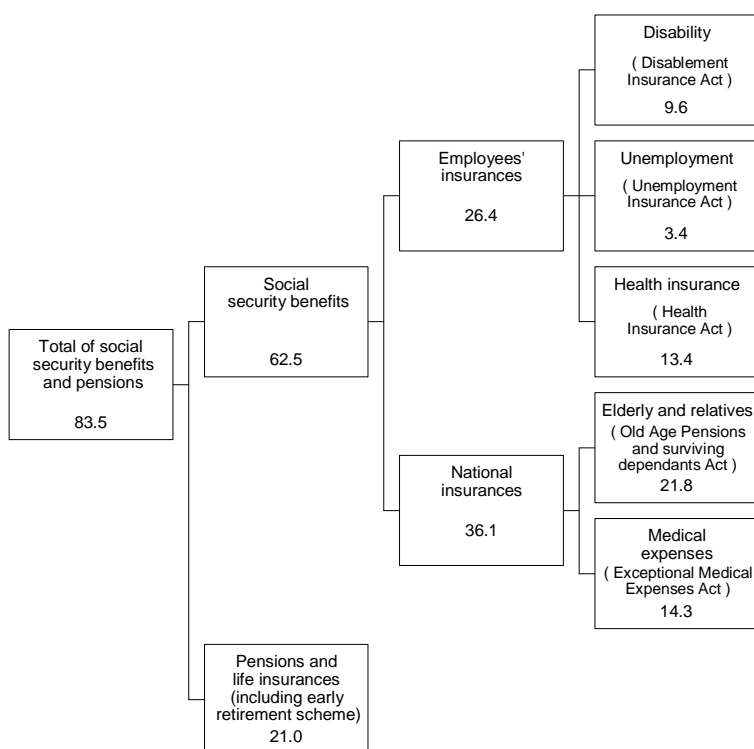 Disability
( Disablement
Insurance Act )
9.6
Employees'
insurances
26.4
Unemployment
( Unemployment
Insurance Act )
3.4
Social
security benefits
62.5
Health insurance
( Health
Insurance Act )
13.4
Total of social
security benefits
and pensions
83.5
Elderly and relatives
( Old Age Pensions
and surviving
dependants Act )
21.8
National
insurances
36.1
Medical
expenses
( Exceptional Medical
Expenses Act )
14.3
Pensions and
life insurances
(including early
retirement scheme)
21.0